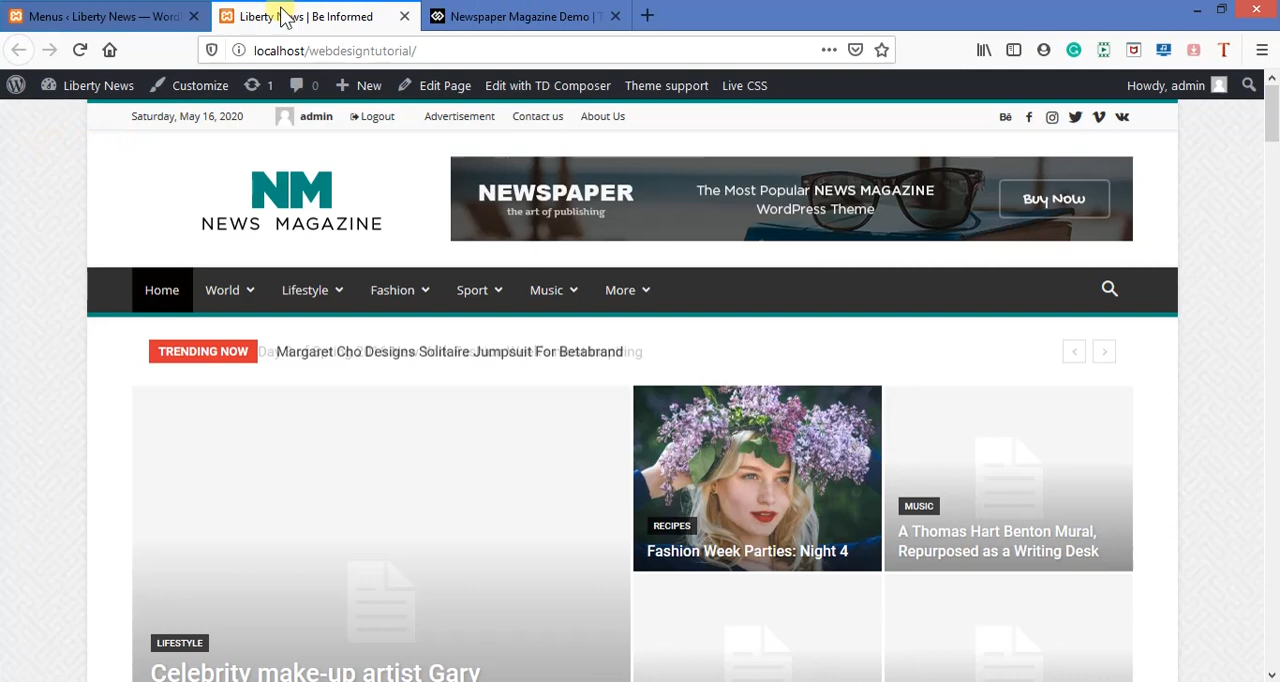 Menus ‹ Liberty News — Word
Liberty News | Be Informed
Newspaper Magazine Demo | T
localhost/webdesigntutorial/
Liberty News
Customize
1
0
New
Edit Page
Edit with TD Composer
Theme support
Live CSS
Howdy, admin
Saturday, May 16, 2020
admin
Logout
Advertisement
Contact us
About Us
NM
NEWS MAGAZINE
NEWSPAPER
the art of publishing
The Most Popular NEWS MAGAZINE
WordPress Theme
Buy Now
Home
World
Lifestyle
Fashion
Sport
Music
More
TRENDING NOW
Margaret Cho Designs Solitaire Jumpsuit For Betabrand
RECIPES
Fashion Week Parties: Night 4
MUSIC
A Thomas Hart Benton Mural,
Repurposed as a Writing Desk
LIFESTYLE
Celebrity make-up artist Gary